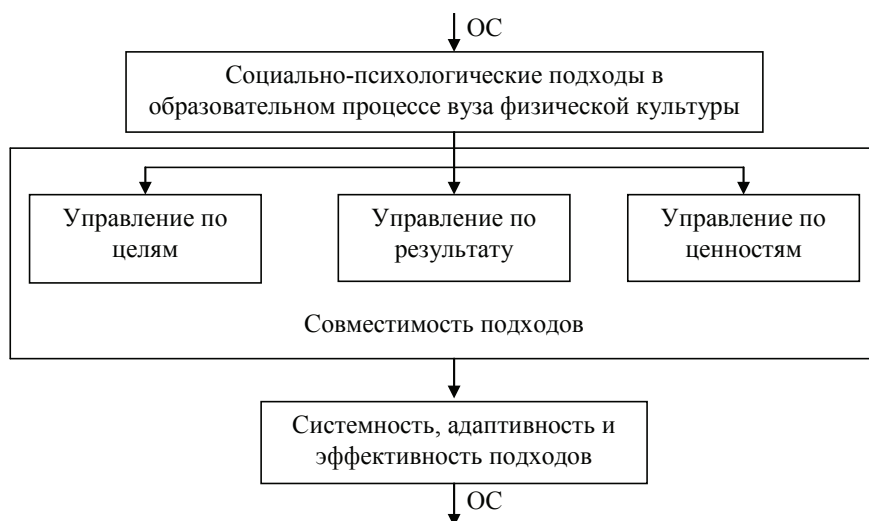 ОС
Социально-психологические подходы в
образовательном процессе вуза физической культуры
Управление по
целям
Управление по
результату
Управление по
ценностям
Совместимость подходов
Системность, адаптивность и
эффективность подходов
ОС